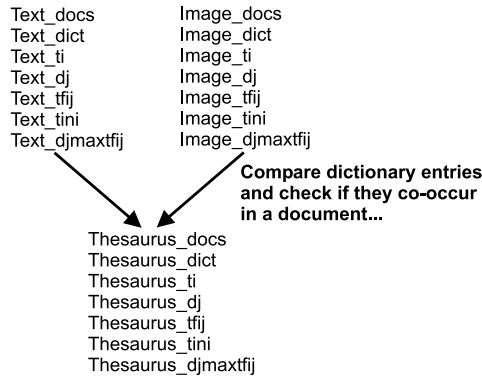 Text_docs
Text_dict
Text_ti
Text_dj
Text_tfij
Text_tini
Text_djmaxtfij
Image_docs
Image_dict
Image_ti
Image_dj
Image_tfij
Image_tini
Image_djmaxtfij
Compare dictionary entries
and check if they co-occur
in a document...
Thesaurus_docs
Thesaurus_dict
Thesaurus_ti
Thesaurus_dj
Thesaurus_tfij
Thesaurus_tini
Thesaurus_djmaxtfij